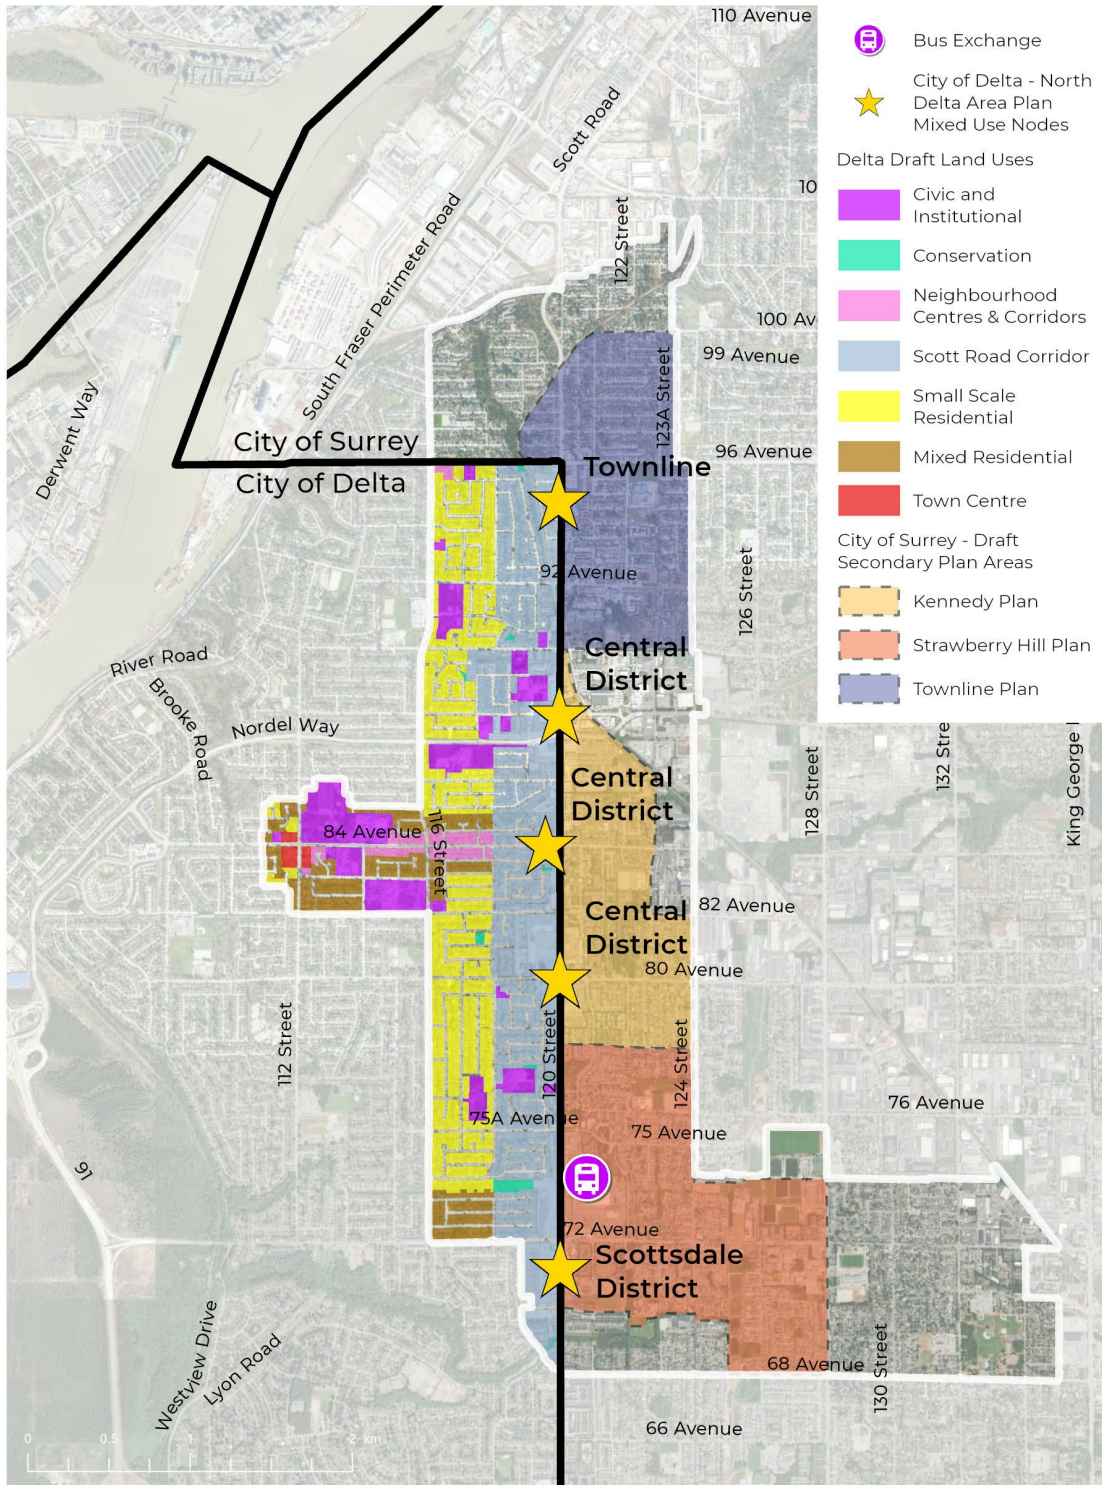 110 Avenue
Scott Road
10
South Fraser Perimeter Road
122 Street
100 Av
99 Avenue
123A Street
Derwent Way
City of Surrey
City of Delta
96 Avenue
Townline
92 Avenue
126 Street
River Road
Brooke Road
Nordel Way
Central
District
Central
District
128 Street
132 Stre
King George
84 Avenue
116 Street
Central
District
82 Avenue
80 Avenue
112 Street
120 Street
124 Street
76 Avenue
75A Avenue
75 Avenue
91
72 Avenue
Scottsdale
District
Westview Drive
Lyon Road
68 Avenue
130 Street
66 Avenue
0 0.5 1 2 km
Bus Exchange
City of Delta - North
Delta Area Plan
Mixed Use Nodes
Delta Draft Land Uses
Civic and
Institutional
Conservation
Neighbourhood
Centres & Corridors
Scott Road Corridor
Small Scale
Residential
Mixed Residential
Town Centre
City of Surrey - Draft
Secondary Plan Areas
Kennedy Plan
Strawberry Hill Plan
Townline Plan